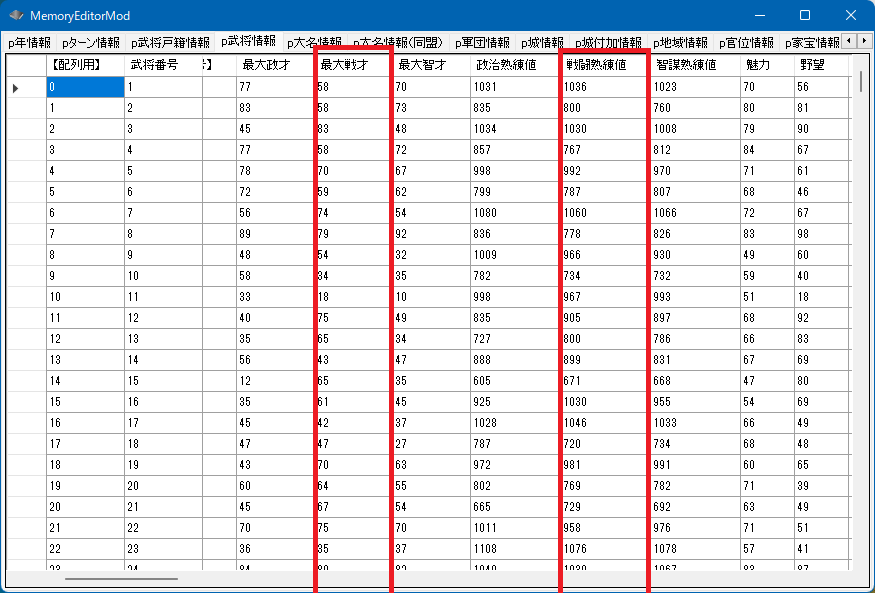 MemoryEditorMod
p年情報 pターン情報 p武将戸籍情報 p武将情報 p大名情報 p大名情報(同盟) p軍団情報 p城情報 p城付加情報 p地域情報 p官位情報 p家宝情報
【配列用】 武将番号 】 最大政才 最大戦才 最大智才 政治熟練値 戦闘熟練値 智謀熟練値 魅力 野望
0 1 77 58 70 1031 1036 1023 70 56
1 2 83 58 73 835 800 760 80 81
2 3 45 83 48 1034 1030 1008 79 90
3 4 77 58 72 857 767 812 84 67
4 5 78 70 67 998 992 970 71 61
5 6 72 59 62 799 787 807 68 46
6 7 56 74 54 1080 1060 1066 72 67
7 8 89 79 92 836 778 826 83 98
8 9 48 54 32 1009 966 930 49 60
9 10 58 34 35 782 734 732 59 40
10 11 33 18 10 998 967 993 51 18
11 12 40 75 49 835 905 897 68 92
12 13 35 65 34 727 800 786 66 83
13 14 56 43 47 888 899 831 67 69
14 15 12 65 35 605 671 668 47 80
15 16 35 61 45 925 1030 955 54 69
16 17 45 42 37 1028 1046 1033 66 49
17 18 47 47 27 787 720 734 68 48
18 19 43 70 63 972 981 991 60 65
19 20 60 64 55 802 769 782 71 39
20 21 45 67 54 665 729 692 63 49
21 22 70 75 70 1011 958 976 71 51
22 23 36 35 37 1108 1076 1078 57 41